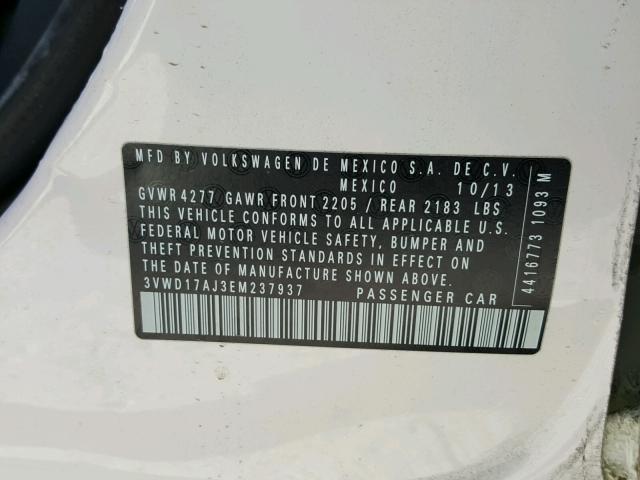 MFD BY VOLKSWAGEN DE MEXICO S.A. DE C.V.
MEXICO 10/13
GVWR 4277 GAWR FRONT 2205 / REAR 2183 LBS
THIS VEHICLE CONFORMS TO ALL APPLICABLE U.S.
FEDERAL MOTOR VEHICLE SAFETY, BUMPER AND
THEFT PREVENTION STANDARDS IN EFFECT ON
THE DATE OF MANUFACTURE SHOWN ABOVE.
3VWD17AJ3EM237937 PASSENGER CAR
4416773 1093 M